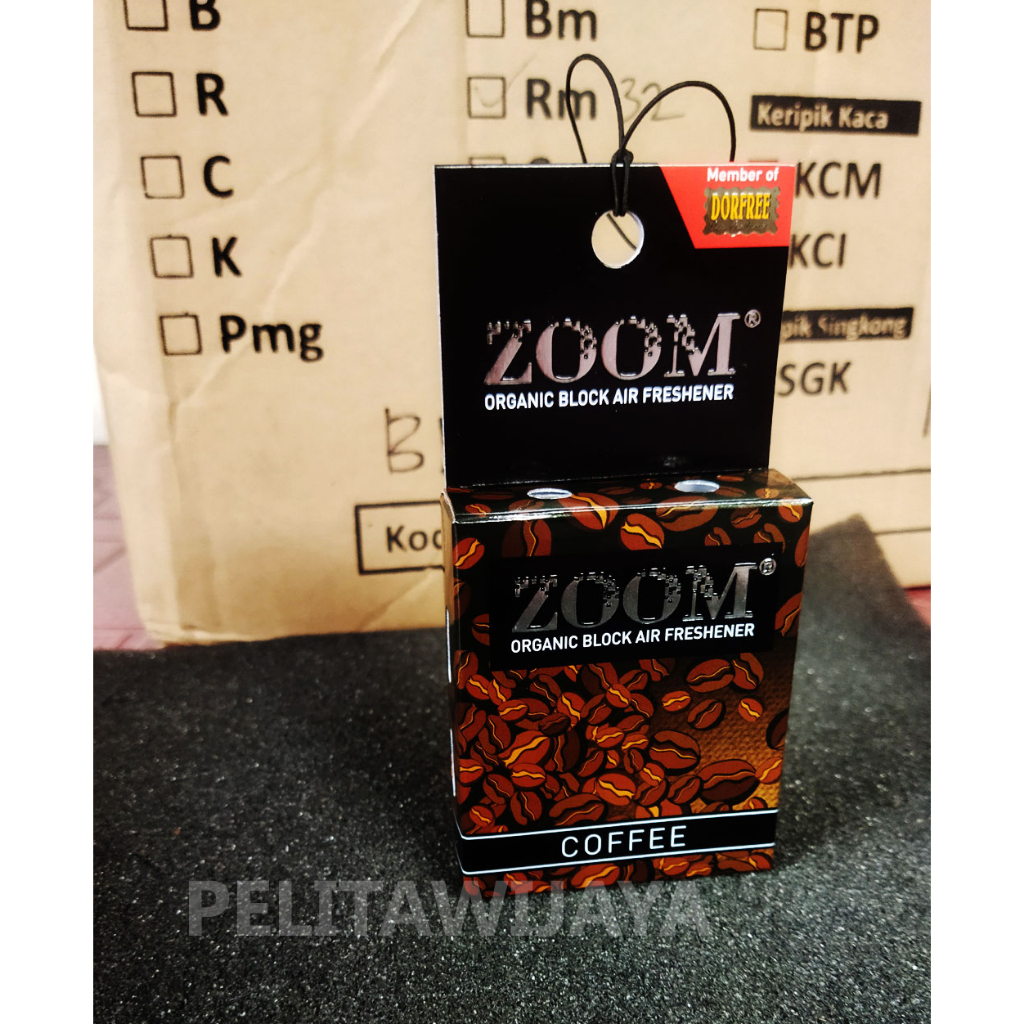 B
Bm
BTP
R
Rm 32
Keripik Kaca
C
KCM
K
KCI
Pmg
Singkong
SGK
Member of
DORFREE
ZOOM®
ORGANIC BLOCK AIR FRESHENER
ZOOM®
ORGANIC BLOCK AIR FRESHENER
COFFEE
PELITAWIJAYA